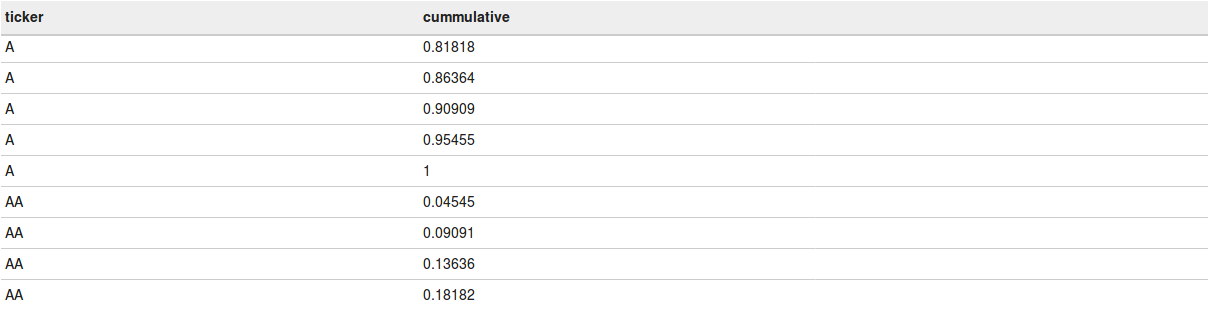 ticker cummulative
A 0.81818
A 0.86364
A 0.90909
A 0.95455
A 1
AA 0.04545
AA 0.09091
AA 0.13636
AA 0.18182